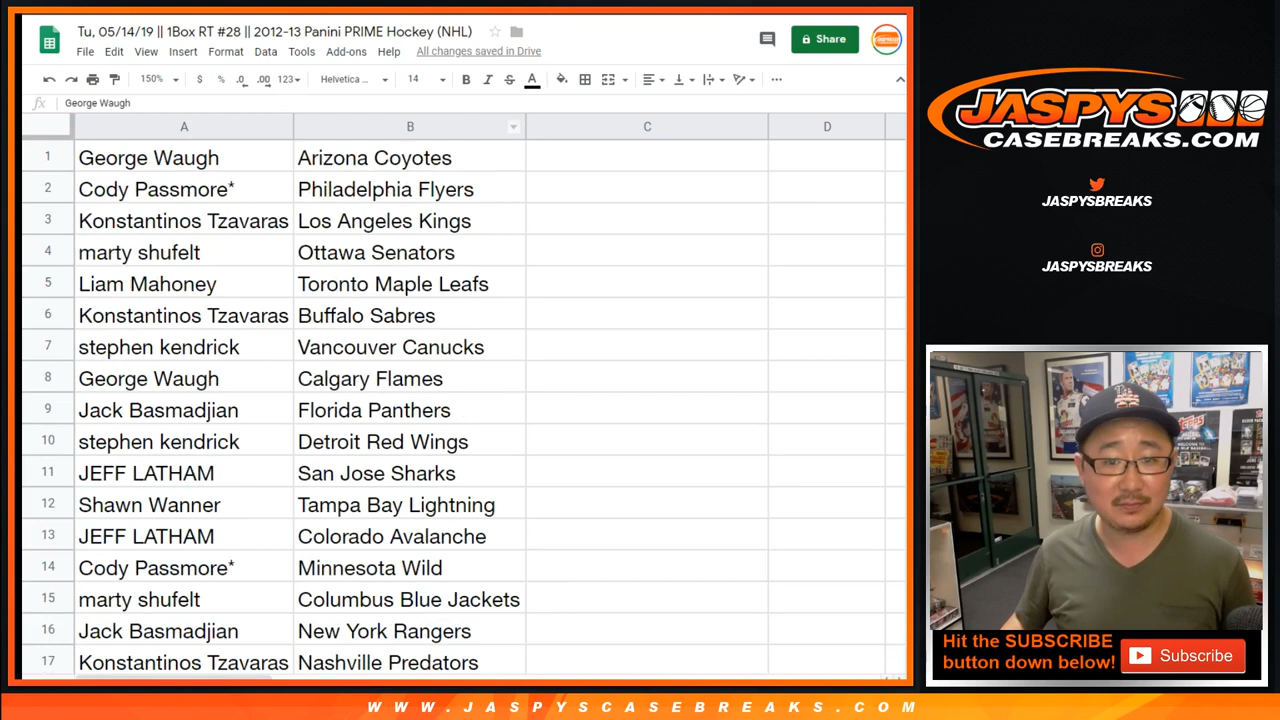 Tu, 05/14/19 || 1Box RT #28 || 2012-13 Panini PRIME Hockey (NHL)
File Edit View Insert Format Data Tools Add-ons Help All changes saved in Drive
Share
150% $ % .0 .00 123 Helvetica ... 14 B I S A
fx George Waugh
A B C D
1 George Waugh Arizona Coyotes
2 Cody Passmore* Philadelphia Flyers
3 Konstantinos Tzavaras Los Angeles Kings
4 marty shufelt Ottawa Senators
5 Liam Mahoney Toronto Maple Leafs
6 Konstantinos Tzavaras Buffalo Sabres
7 stephen kendrick Vancouver Canucks
8 George Waugh Calgary Flames
9 Jack Basmadjian Florida Panthers
10 stephen kendrick Detroit Red Wings
11 JEFF LATHAM San Jose Sharks
12 Shawn Wanner Tampa Bay Lightning
13 JEFF LATHAM Colorado Avalanche
14 Cody Passmore* Minnesota Wild
15 marty shufelt Columbus Blue Jackets
16 Jack Basmadjian New York Rangers
17 Konstantinos Tzavaras Nashville Predators
JASPYS
CASEBREAKS.COM
JASPYSBREAKS
JASPYSBREAKS
Hit the SUBSCRIBE
button down below!
Subscribe
WWW.JASPYSCASEBREAKS.COM